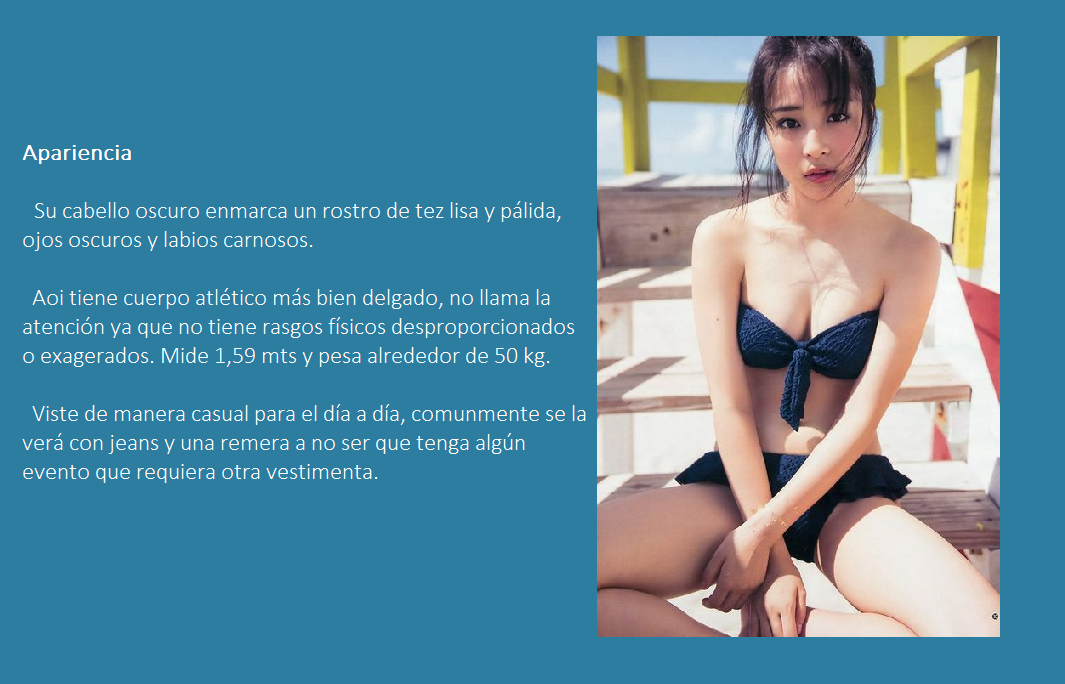 Apariencia
Su cabello oscuro enmarca un rostro de tez lisa y pálida,
ojos oscuros y labios carnosos.
Aoi tiene cuerpo atlético más bien delgado, no llama la
atención ya que no tiene rasgos físicos desproporcionados
o exagerados. Mide 1,59 mts y pesa alrededor de 50 kg.
Viste de manera casual para el día a día, comunmente se la
verá con jeans y una remera a no ser que tenga algún
evento que requiera otra vestimenta.